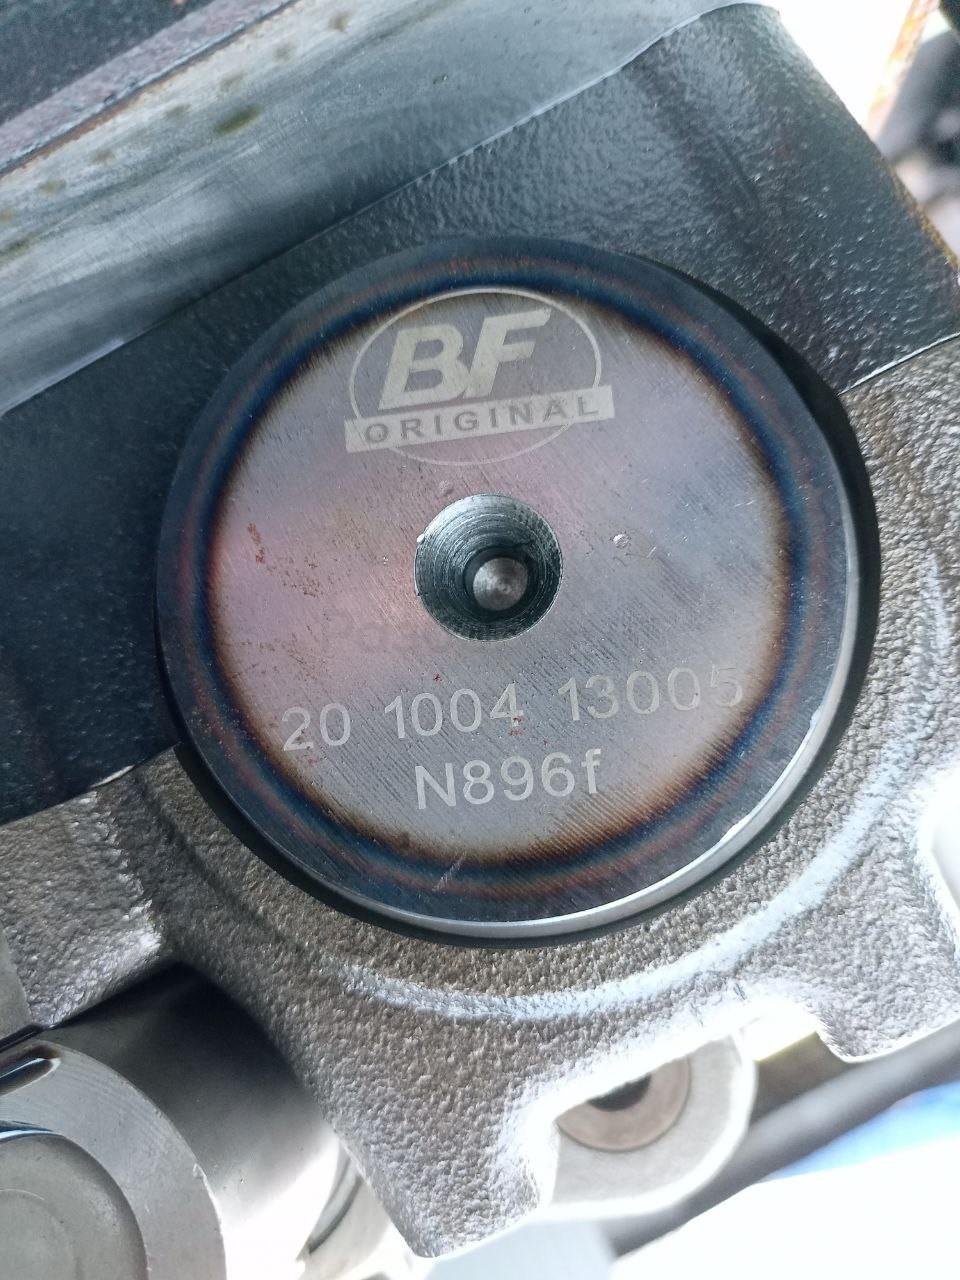 BF
ORIGINAL
20 1004 13005
N896f